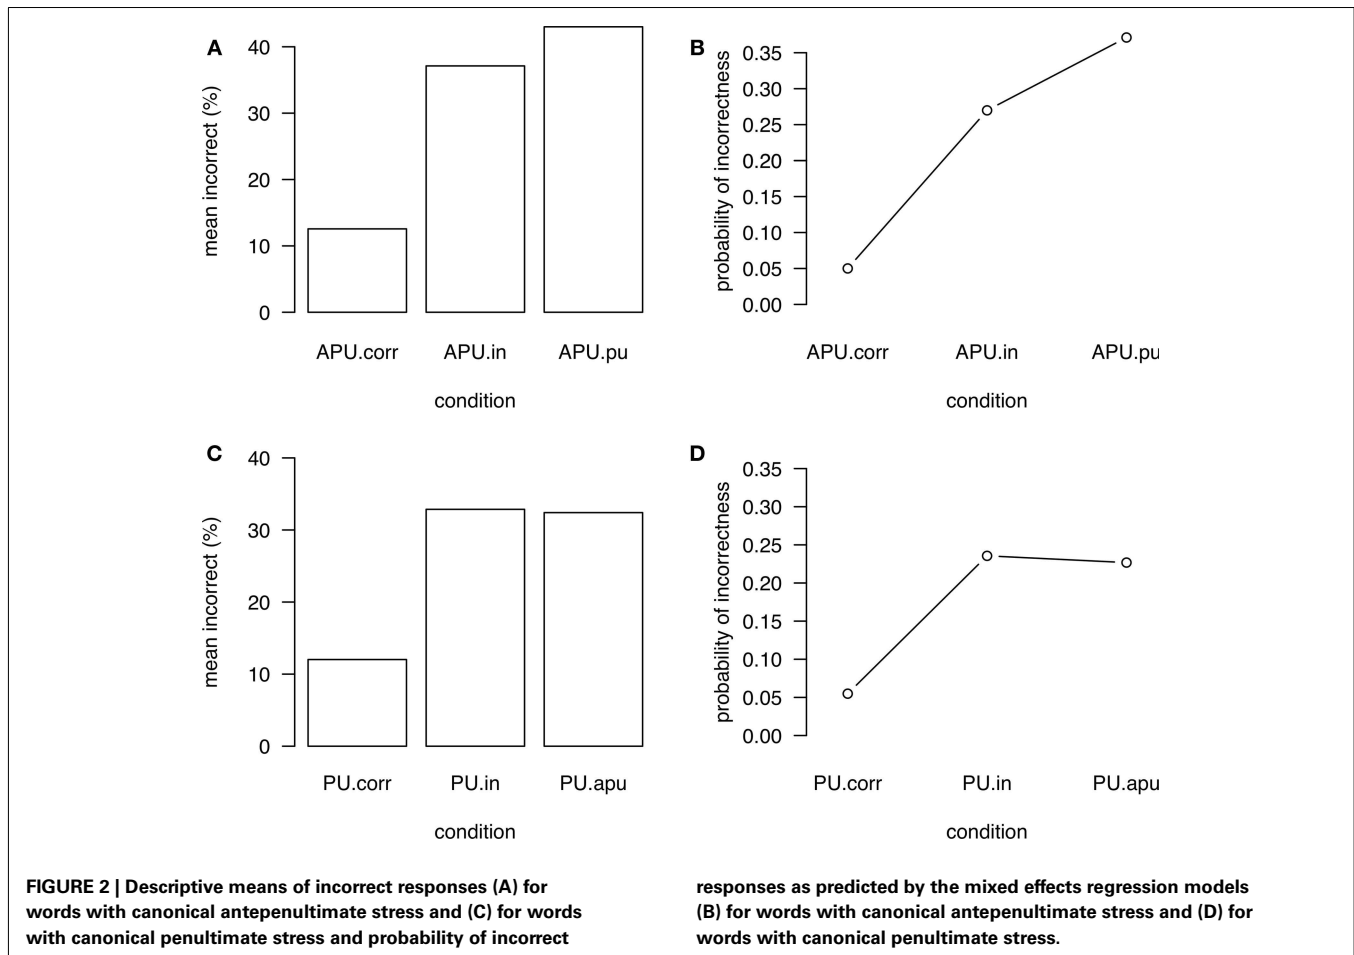 A
mean incorrect (%)
40
30
20
10
0
APU.corr APU.in APU.pu
condition
B
probability of incorrectness
0.35
0.30
0.25
0.20
0.15
0.10
0.05
0.00
APU.corr APU.in APU.pu
condition
C
mean incorrect (%)
40
30
20
10
0
PU.corr PU.in PU.apu
condition
D
probability of incorrectness
0.35
0.30
0.25
0.20
0.15
0.10
0.05
0.00
PU.corr PU.in PU.apu
condition
FIGURE 2 | Descriptive means of incorrect responses (A) for
words with canonical antepenultimate stress and (C) for words
with canonical penultimate stress and probability of incorrect
responses as predicted by the mixed effects regression models
(B) for words with canonical antepenultimate stress and (D) for
words with canonical penultimate stress.